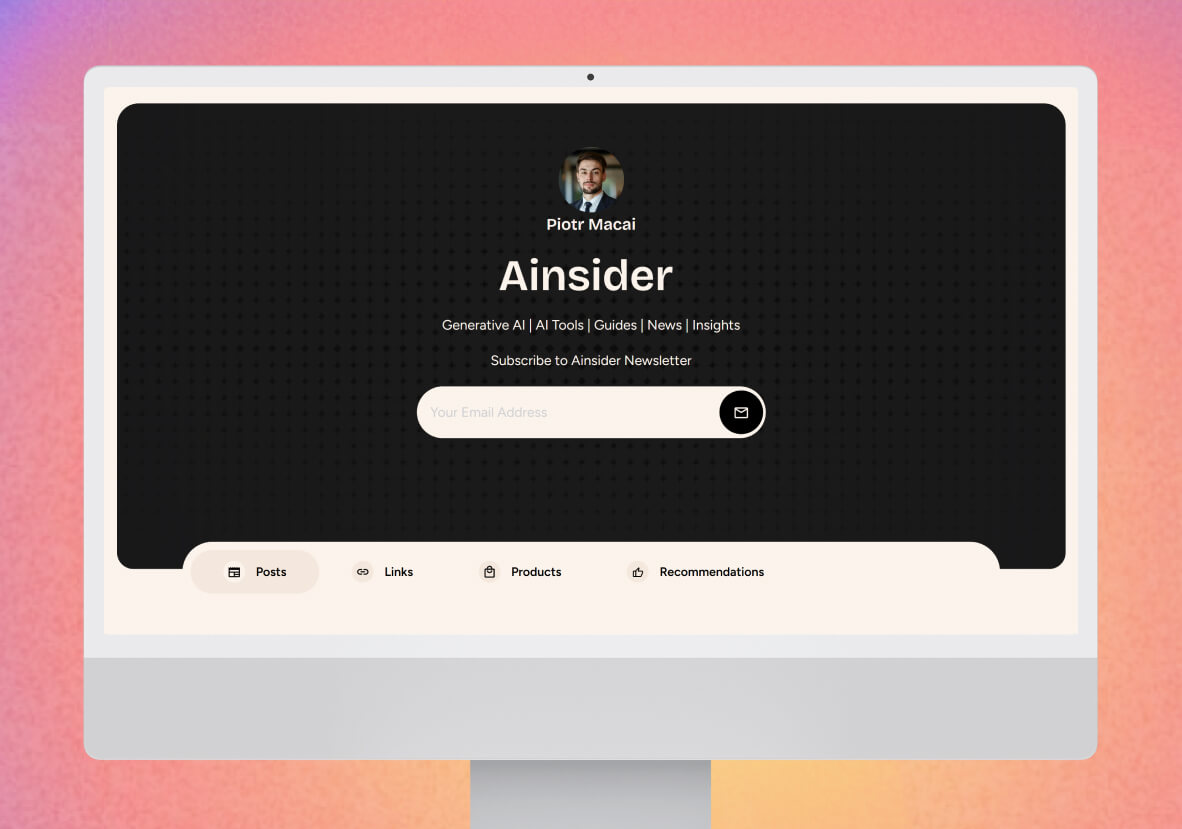 Piotr Macai
Ainsider
Generative AI | AI Tools | Guides | News | Insights
Subscribe to Ainsider Newsletter
Your Email Address
Posts
Links
Products
Recommendations